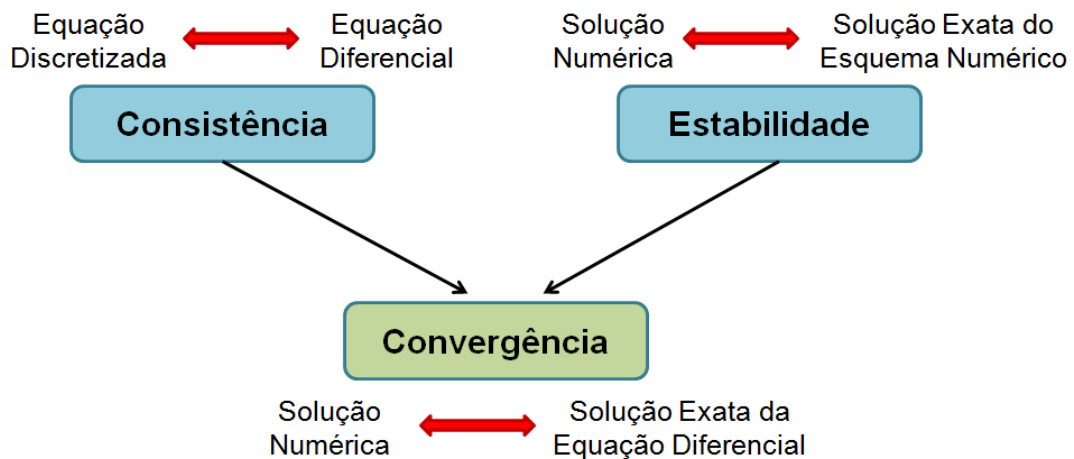 Equação
Discretizada
Equação
Diferencial
Solução
Numérica
Solução Exata do
Esquema Numérico
Consistência
Estabilidade
Convergência
Solução
Numérica
Solução Exata da
Equação Diferencial